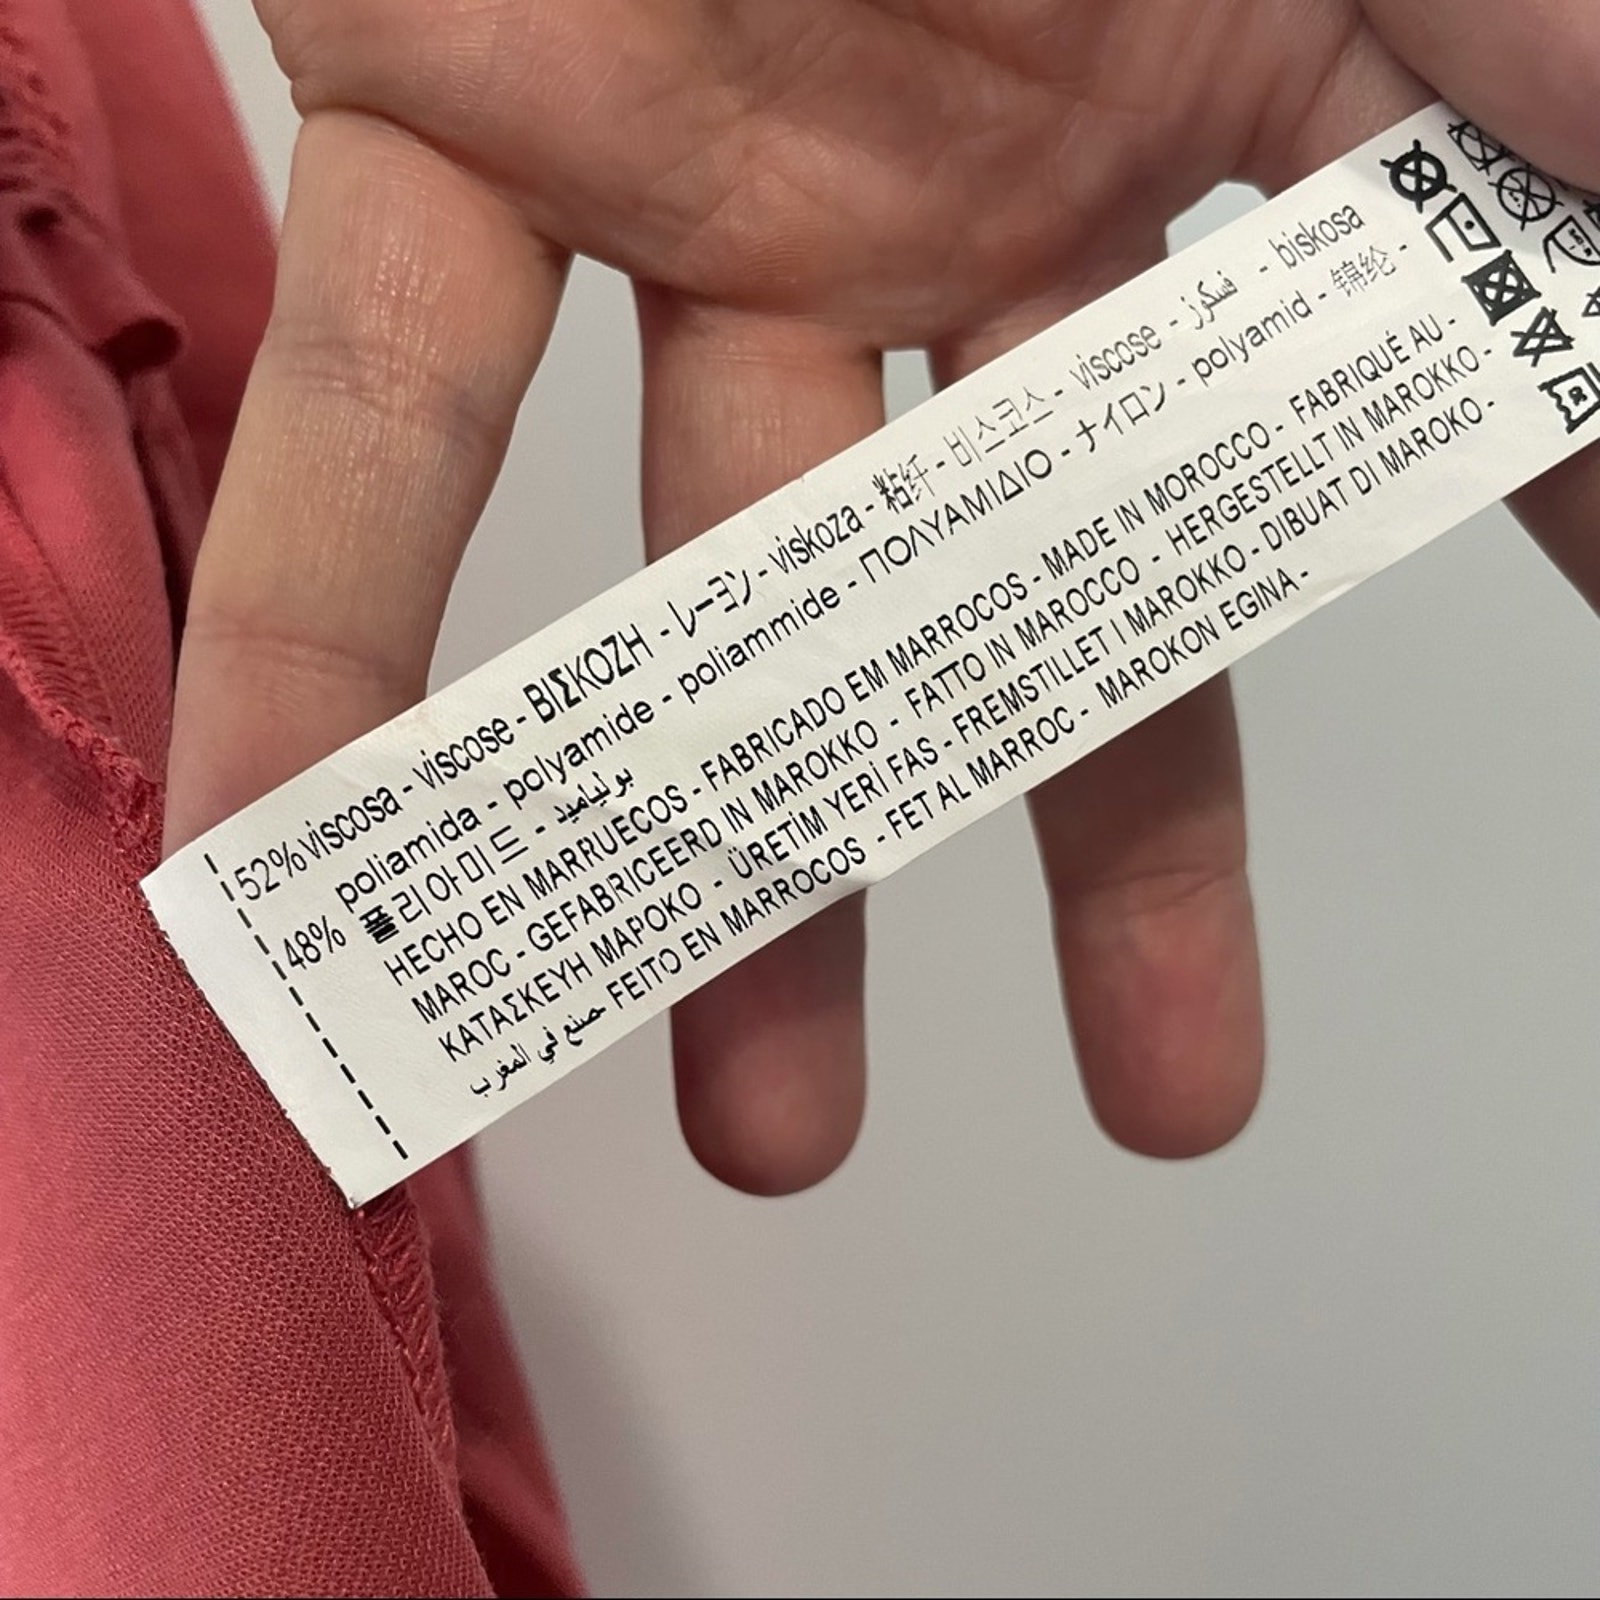 52% viscosa - viscose - ΒΙΣΚΟΖΗ - レーヨン - viskoza - 粘纤 - 비스코스 - viscose - فسكوز - biskosa
48% poliamida - polyamide - poliammide - ΠΟΛΥΑΜΙΔΙΟ - ナイロン - polyamid - 锦纶 -
폴리아미드 - بولياميد
HECHO EN MARRUECOS - FABRICADO EM MARROCOS - MADE IN MOROCCO - FABRIQUÉ AU -
MAROC - GEFABRICEERD IN MAROKKO - FATTO IN MAROCCO - HERGESTELLT IN MAROKKO -
ΚΑΤΑΣΚΕΥΗ ΜΑΡΟΚΟ - ÜRETİM YERİ FAS - FREMSTILLET I MAROKKO - DIBUAT DI MAROKO -
صنع في المغرب FEITO EN MARROCOS - FET AL MARROC - MAROKON EGINA -